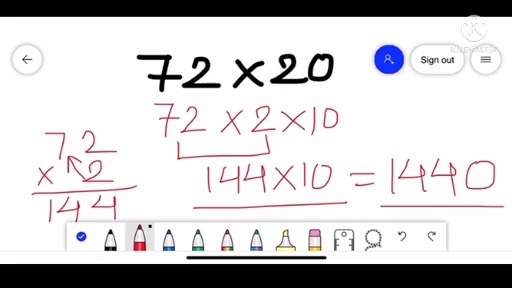 72 × 20
Sign out
72 × 2 × 10
72
× 2
144
144 × 10 = 1440